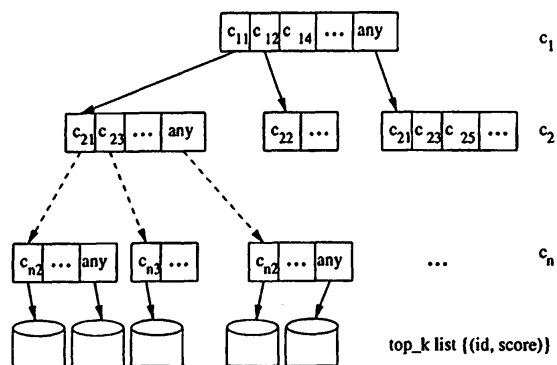 c11 c12 c14 ... any c1
c21 c23 ... any c22 ... c21 c23 c25 ... c2
cn2 ... any cn3 ... cn2 ... any ... cn
top_k list {(id, score)}